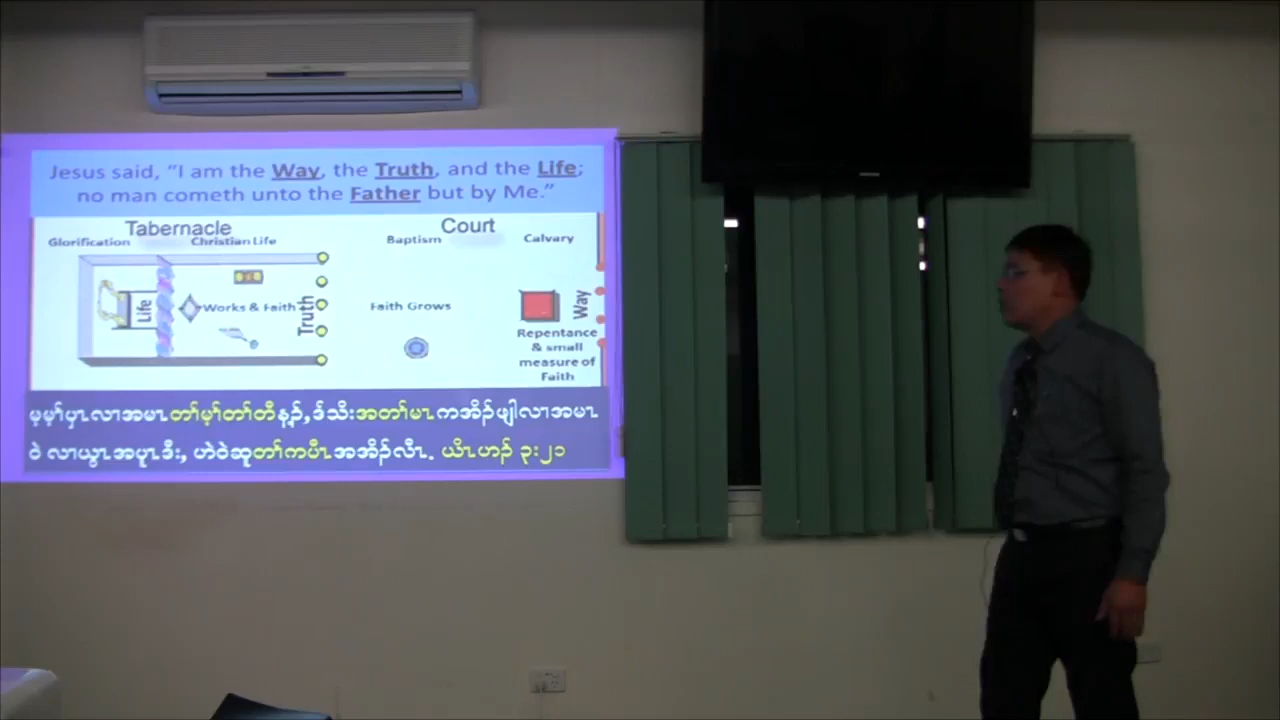 Jesus said, “I am the Way, the Truth, and the Life;
no man cometh unto the Father but by Me.”
Tabernacle
Court
Glorification
Christian Life
Baptism
Calvary
Life
Works & Faith
Truth
Faith Grows
Way
Repentance
& small
measure of
Faith
မ့မ့ၢ်ပှၤလၢအမၤတၢ်မ့ၢ်တၢ်တီန့ၣ်, ဒ်သိးအတၢ်မၤကအိၣ်ဖျါလၢအမၤ
ဝဲ လၢယွၤအပူၤဒီး, ဟဲဝဲဆူတၢ်ကပီၤအအိၣ်လီၤ. ယိၤဟၣ် ၃း၂၁